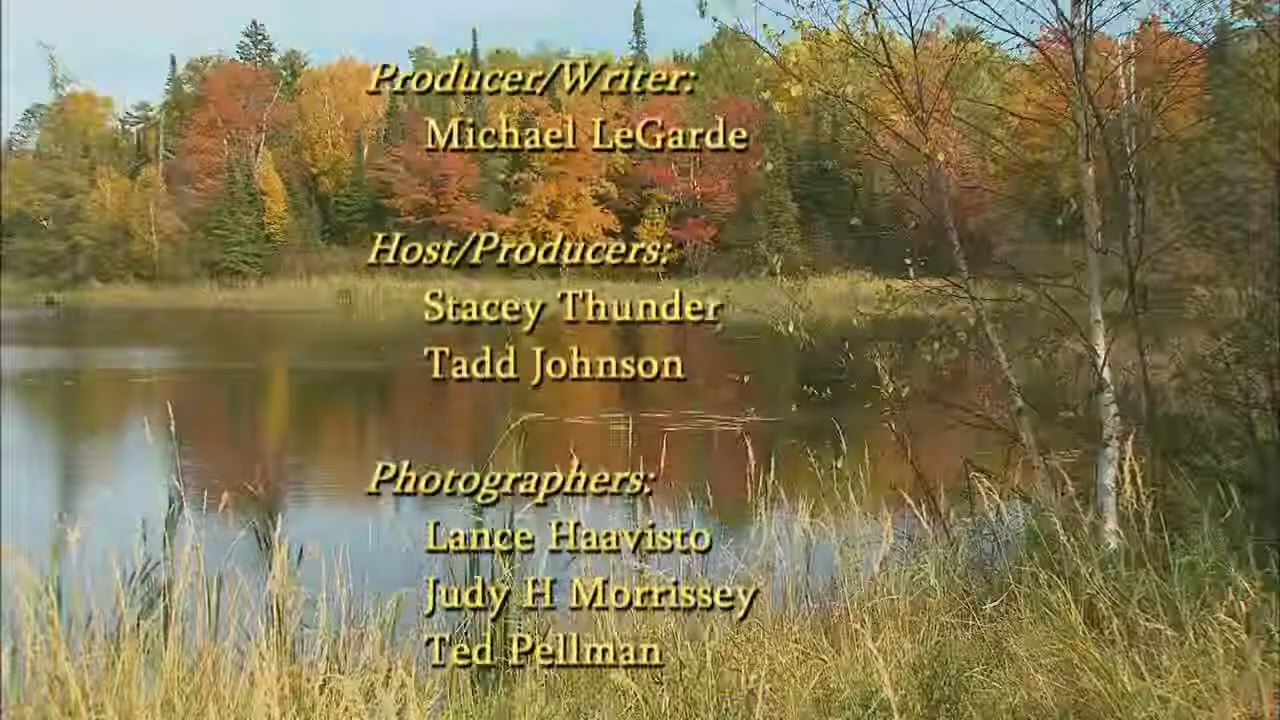 Producer/Writer:
Michael LeGarde
Host/Producers:
Stacey Thunder
Tadd Johnson
Photographers:
Lance Haavisto
Judy H Morrissey
Ted Pellman